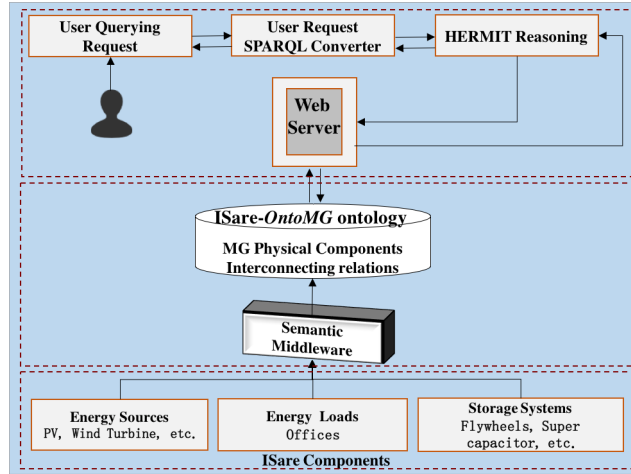 User Querying
Request
User Request
SPARQL Converter
HERMIT Reasoning
Web
Server
ISare-OntoMG ontology
MG Physical Components
Interconnecting relations
Semantic
Middleware
Energy Sources
PV, Wind Turbine, etc.
Energy Loads
Offices
Storage Systems
Flywheels, Super
capacitor, etc.
ISare Components